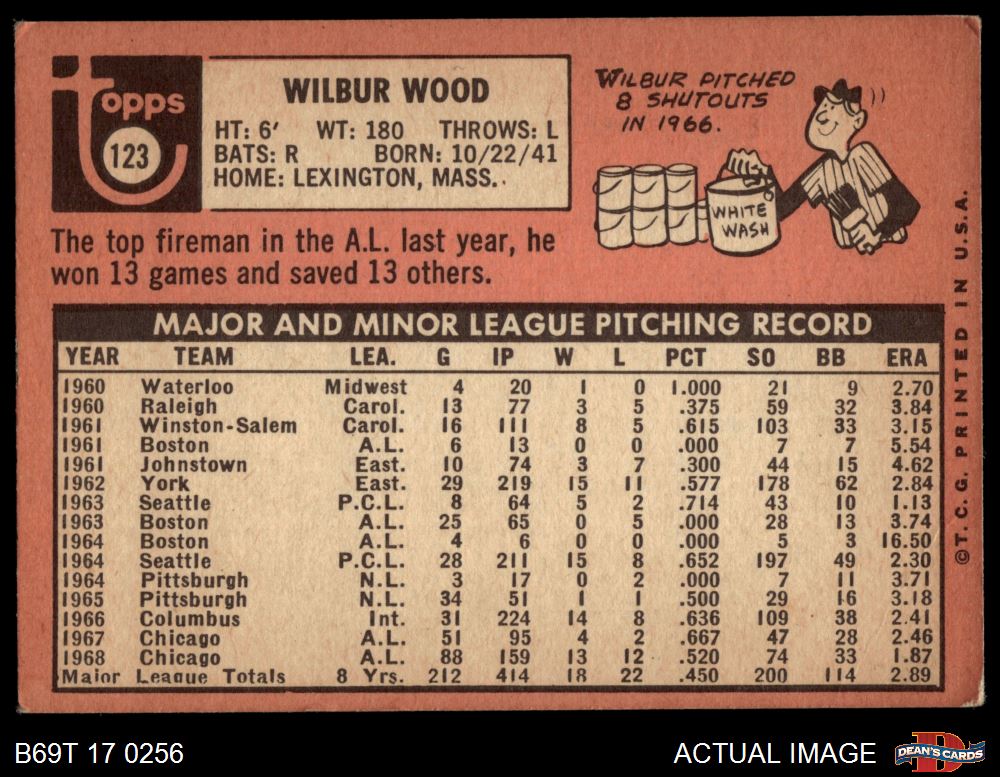 Topps
123
WILBUR WOOD
HT: 6' WT: 180 THROWS: L
BATS: R BORN: 10/22/41
HOME: LEXINGTON, MASS.
WILBUR PITCHED
8 SHUTOUTS
IN 1966.
WHITE
WASH
The top fireman in the A.L. last year, he
won 13 games and saved 13 others.
MAJOR AND MINOR LEAGUE PITCHING RECORD
YEAR TEAM LEA. G IP W L PCT SO BB ERA
1960 Waterloo Midwest 4 20 1 0 1.000 21 9 2.70
1960 Raleigh Carol. 13 77 3 5 .375 59 32 3.84
1961 Winston-Salem Carol. 16 111 8 5 .615 103 33 3.15
1961 Boston A.L. 6 13 0 0 .000 7 7 5.54
1961 Johnstown East. 10 74 3 7 .300 44 15 4.62
1962 York East. 29 219 15 11 .577 178 62 2.84
1963 Seattle P.C.L. 8 64 5 2 .714 43 10 1.13
1963 Boston A.L. 25 65 0 5 .000 28 13 3.74
1964 Boston A.L. 4 6 0 0 .000 5 3 16.50
1964 Seattle P.C.L. 28 211 15 8 .652 197 49 2.30
1964 Pittsburgh N.L. 3 17 0 2 .000 7 11 3.71
1965 Pittsburgh N.L. 34 51 1 1 .500 29 16 3.18
1966 Columbus Int. 31 224 14 8 .636 109 38 2.41
1967 Chicago A.L. 51 95 4 2 .667 47 28 2.46
1968 Chicago A.L. 88 159 13 12 .520 74 33 1.87
Major League Totals 8 Yrs. 212 414 18 22 .450 200 114 2.89
©T.C.G. PRINTED IN U.S.A.
B69T 17 0256
ACTUAL IMAGE
D
DEAN'S CARDS